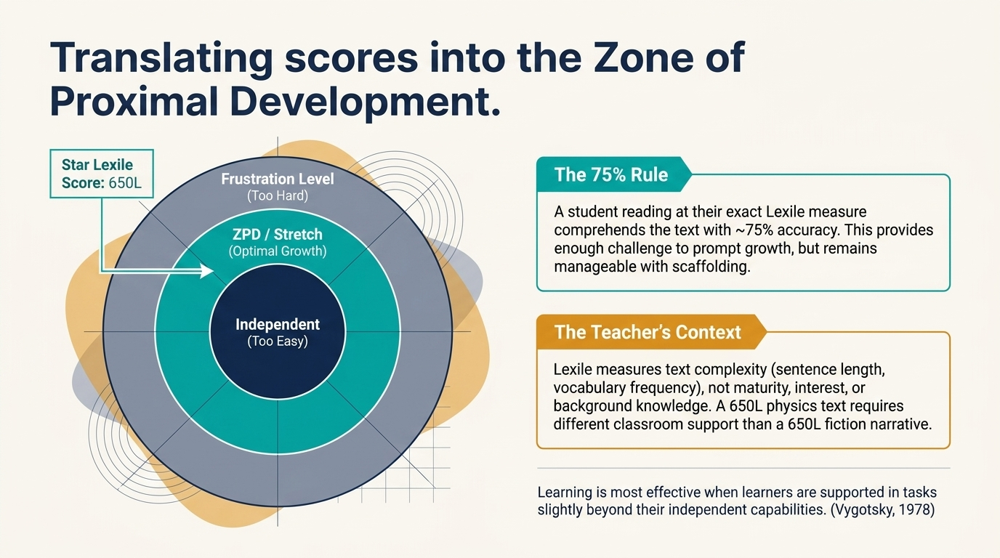 Translating scores into the Zone of
Proximal Development.
Star Lexile
Score: 650L
Frustration Level
(Too Hard)
ZPD / Stretch
(Optimal Growth)
Independent
(Too Easy)
The 75% Rule
A student reading at their exact Lexile measure
comprehends the text with ~75% accuracy. This provides
enough challenge to prompt growth, but remains
manageable with scaffolding.
The Teacher's Context
Lexile measures text complexity (sentence length,
vocabulary frequency), not maturity, interest, or
background knowledge. A 650L physics text requires
different classroom support than a 650L fiction narrative.
Learning is most effective when learners are supported in tasks
slightly beyond their independent capabilities. (Vygotsky, 1978)